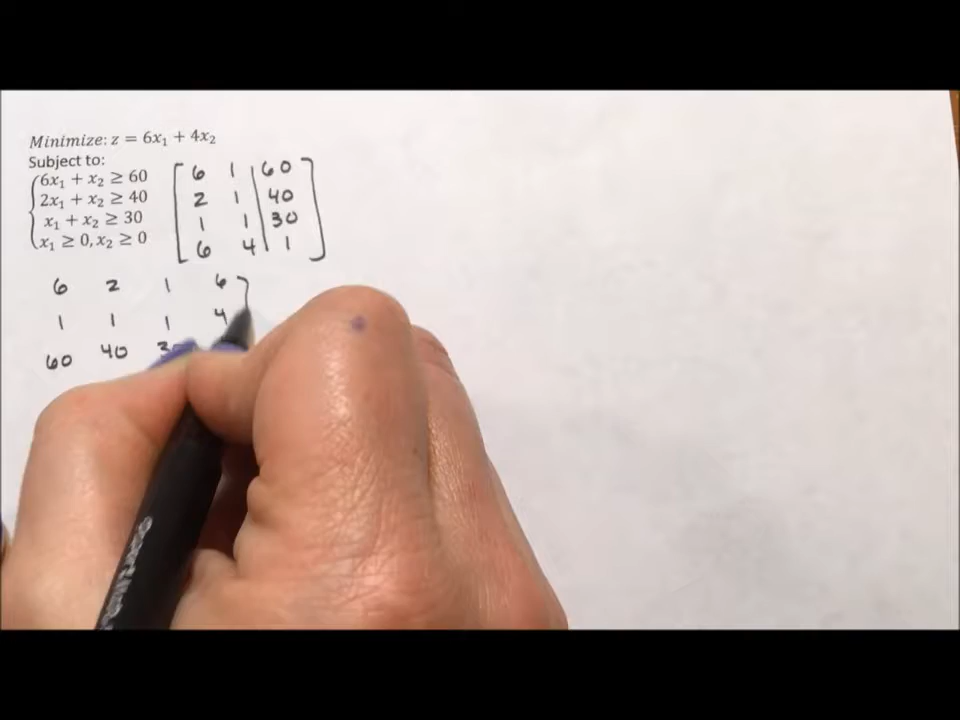 Minimize: z = 6x₁ + 4x₂
Subject to:
6x₁ + x₂ ≥ 60
2x₁ + x₂ ≥ 40
x₁ + x₂ ≥ 30
x₁ ≥ 0, x₂ ≥ 0
6 1 60
2 1 40
1 1 30
6 4 1
6 2 1 6
1 1 1 4
60 40